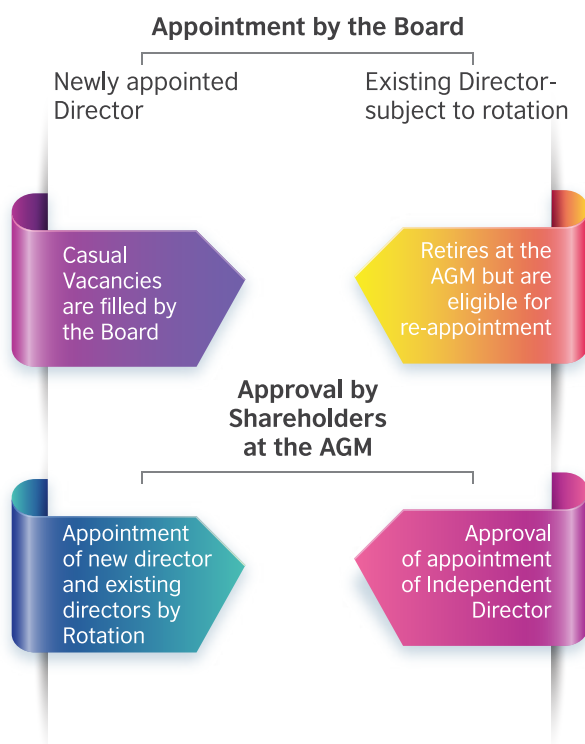 Appointment by the Board
Newly appointed
Director
Existing Director-
subject to rotation
Casual
Vacancies
are filled by
the Board
Retires at the
AGM but are
eligible for
re-appointment
Approval by
Shareholders
at the AGM
Appointment
of new director
and existing
directors by
Rotation
Approval
of appointment
of Independent
Director